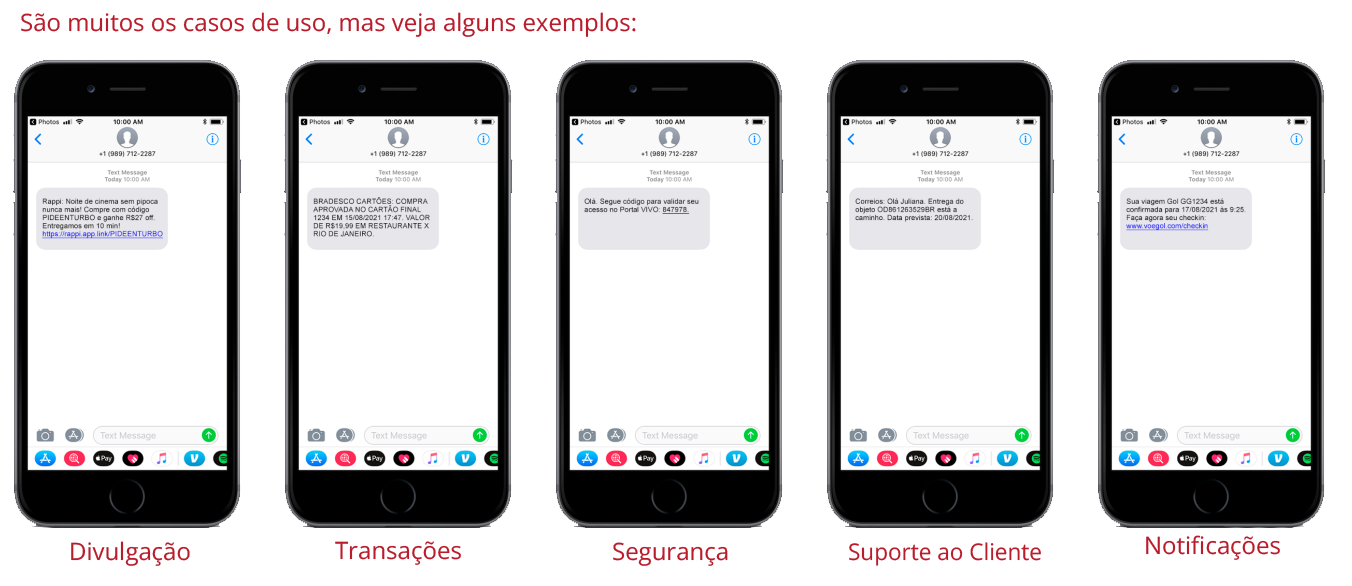 São muitos os casos de uso, mas veja alguns exemplos:
Photos 10:00 AM
+1 (989) 712-2287
Text Message
Today 10:00 AM
Rappi: Noite de cinema sem pipoca
nunca mais! Compre com código
PIDEENTURBO e ganhe R$27 off.
Entregamos em 10 min!
https://rappi.app.link/PIDEENTURBO
Text Message
Pay
Divulgação
Photos 10:00 AM
+1 (989) 712-2287
Text Message
Today 10:00 AM
BRADESCO CARTÕES: COMPRA
APROVADA NO CARTÃO FINAL
1234 EM 15/08/2021 17:47. VALOR
DE R$19,99 EM RESTAURANTE X
RIO DE JANEIRO.
Text Message
Pay
Transações
Photos 10:00 AM
+1 (989) 712-2287
Text Message
Today 10:00 AM
Olá. Segue código para validar seu
acesso no Portal VIVO: 847978.
Text Message
Pay
Segurança
Photos 10:00 AM
+1 (989) 712-2287
Text Message
Today 10:00 AM
Correios: Olá Juliana. Entrega do
objeto OD861263529BR está a
caminho. Data prevista: 20/08/2021.
Text Message
Pay
Suporte ao Cliente
Photos 10:00 AM
+1 (989) 712-2287
Text Message
Today 10:00 AM
Sua viagem Gol GG1234 está
confirmada para 17/08/2021 às 9:25.
Faça agora seu checkin:
www.voegol.com/checkin
Text Message
Pay
Notificações